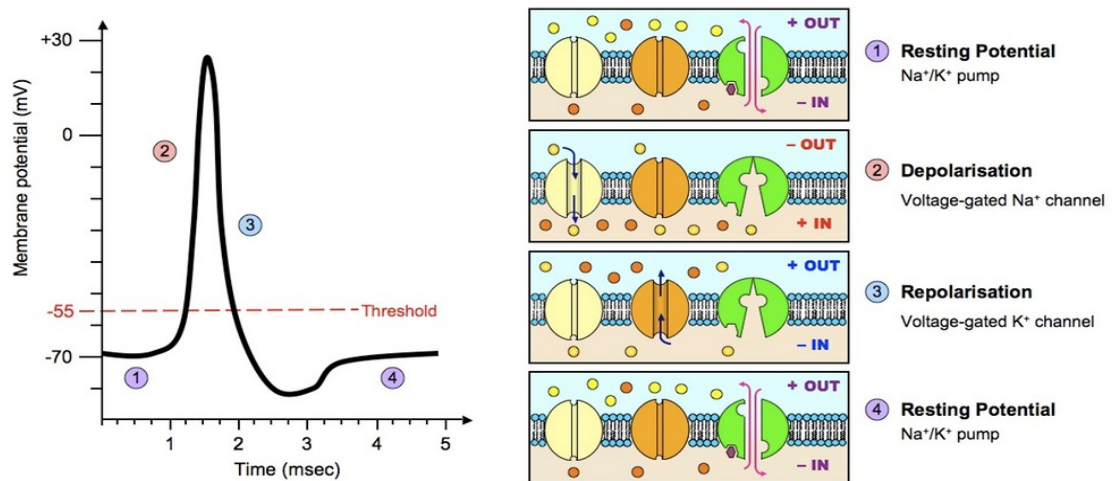 +30
0
-55
-70
Membrane potential (mV)
2
3
Threshold
1
4
1
2
3
4
5
Time (msec)
+ OUT
– IN
1 Resting Potential
Na⁺/K⁺ pump
– OUT
+ IN
2 Depolarisation
Voltage-gated Na⁺ channel
+ OUT
– IN
3 Repolarisation
Voltage-gated K⁺ channel
+ OUT
– IN
4 Resting Potential
Na⁺/K⁺ pump